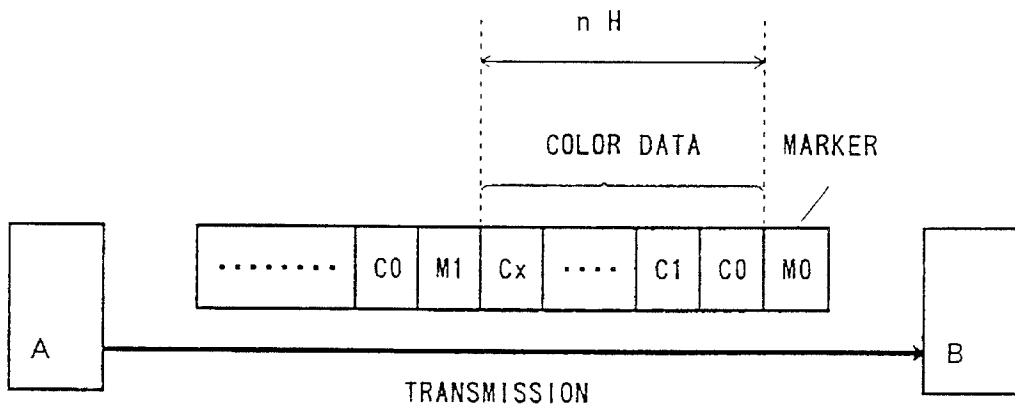 n H
COLOR DATA MARKER
········ C0 M1 Cx ···· C1 C0 M0
A B
TRANSMISSION